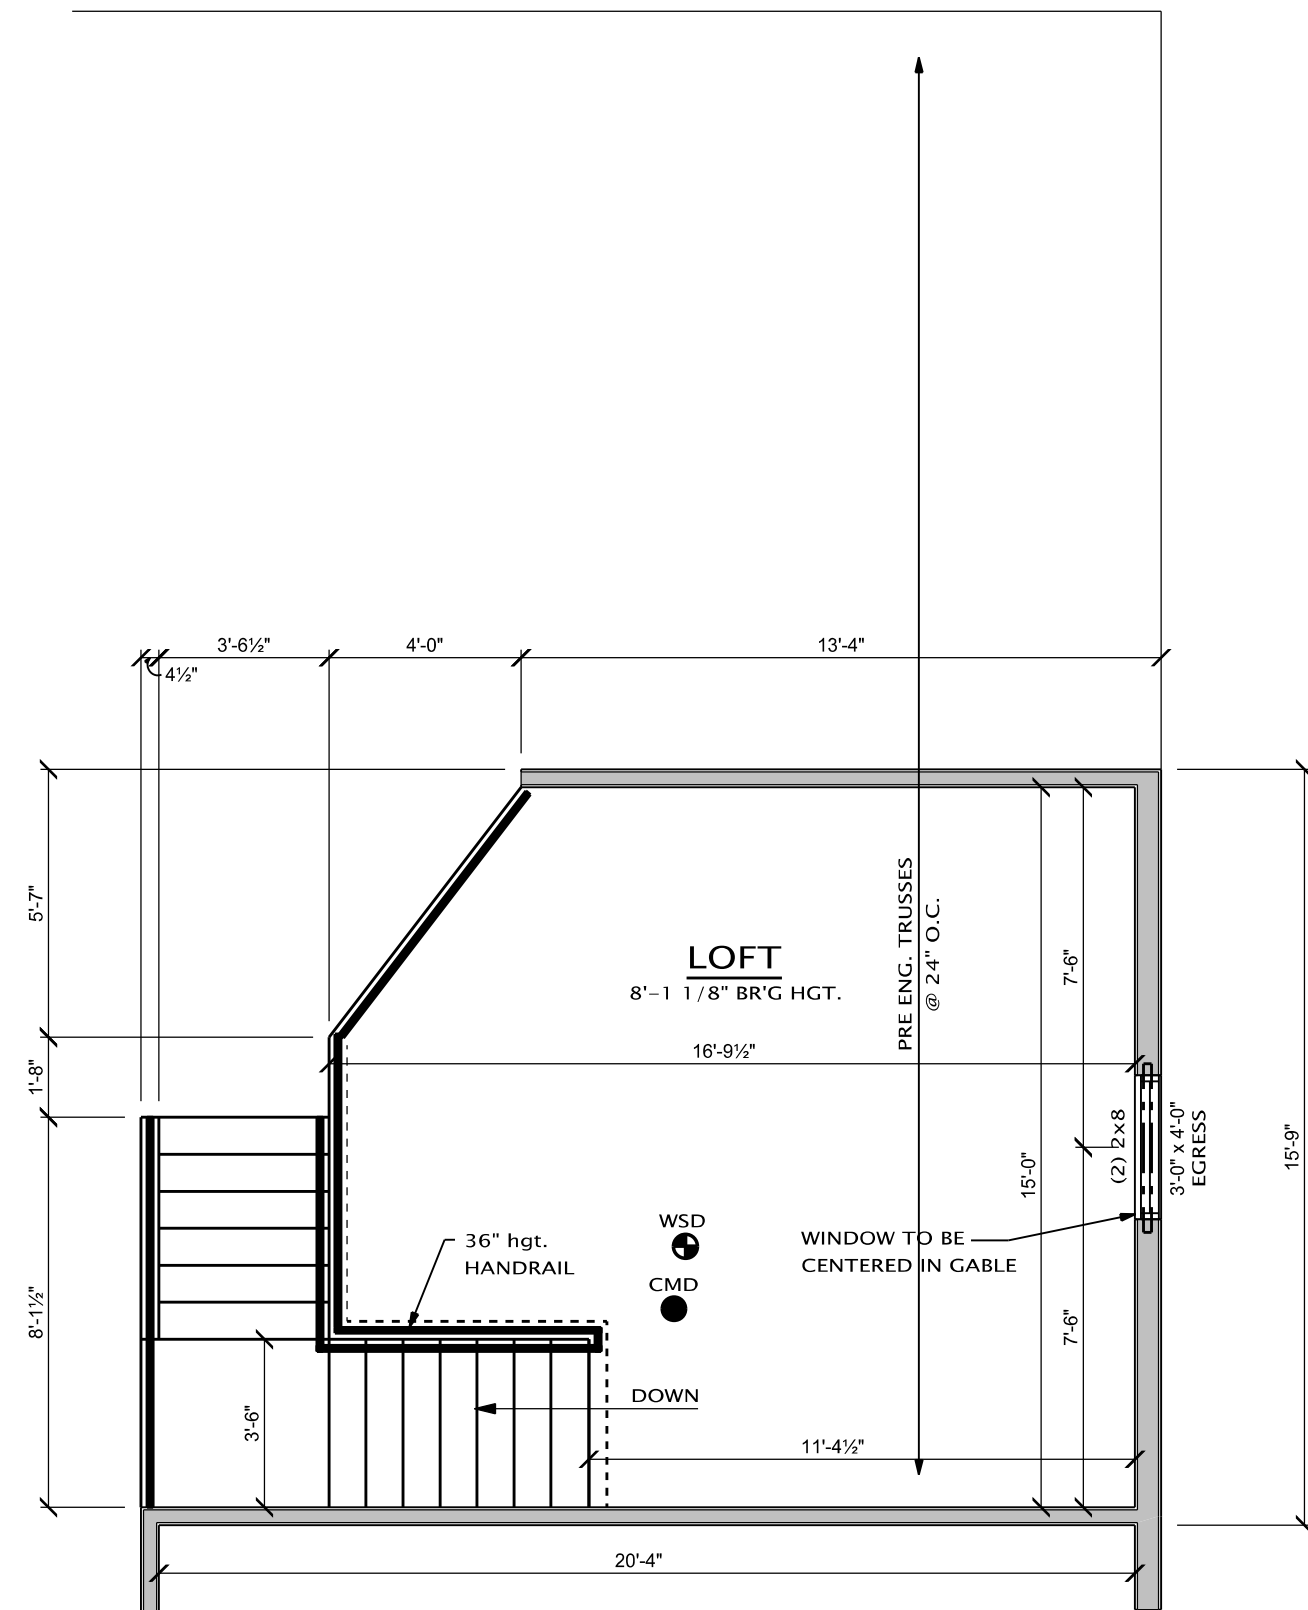 3'-6½"
4'-0"
13'-4"
4½"
5'-7"
1'-8"
8'-1½"
LOFT
8'-1 1/8" BR'G HGT.
PRE ENG. TRUSSES
@ 24" O.C.
7'-6"
16'-9½"
15'-0"
(2) 2x8
3'-0" x 4'-0"
EGRESS
15'-9"
WSD
CMD
36" hgt.
HANDRAIL
WINDOW TO BE
CENTERED IN GABLE
7'-6"
DOWN
3'-6"
11'-4½"
20'-4"